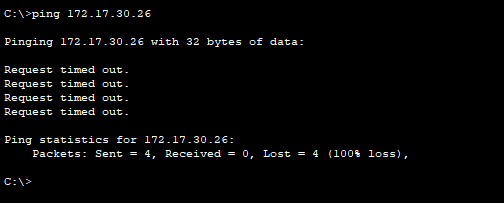 C:\>ping 172.17.30.26
Pinging 172.17.30.26 with 32 bytes of data:
Request timed out.
Request timed out.
Request timed out.
Request timed out.
Ping statistics for 172.17.30.26:
    Packets: Sent = 4, Received = 0, Lost = 4 (100% loss),
C:\>